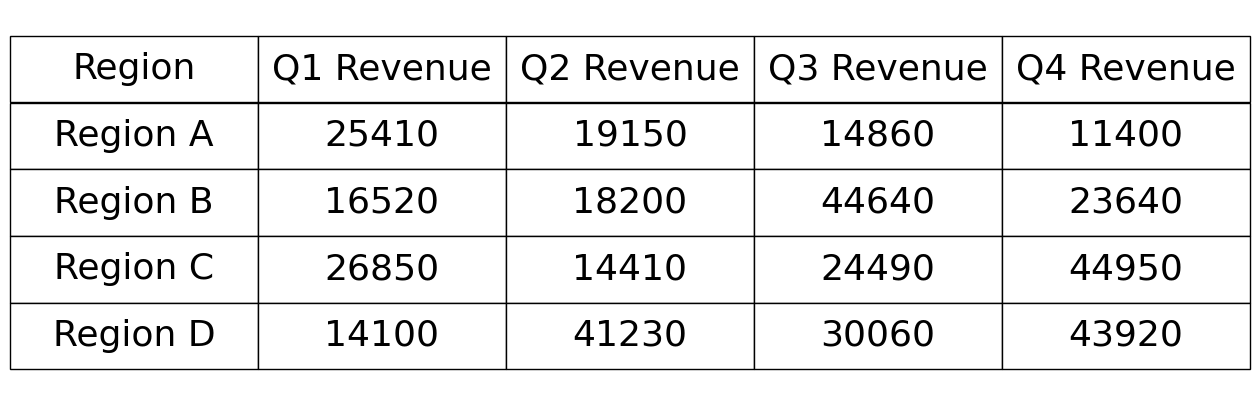 Region Q1 Revenue Q2 Revenue Q3 Revenue Q4 Revenue
Region A 25410 19150 14860 11400
Region B 16520 18200 44640 23640
Region C 26850 14410 24490 44950
Region D 14100 41230 30060 43920